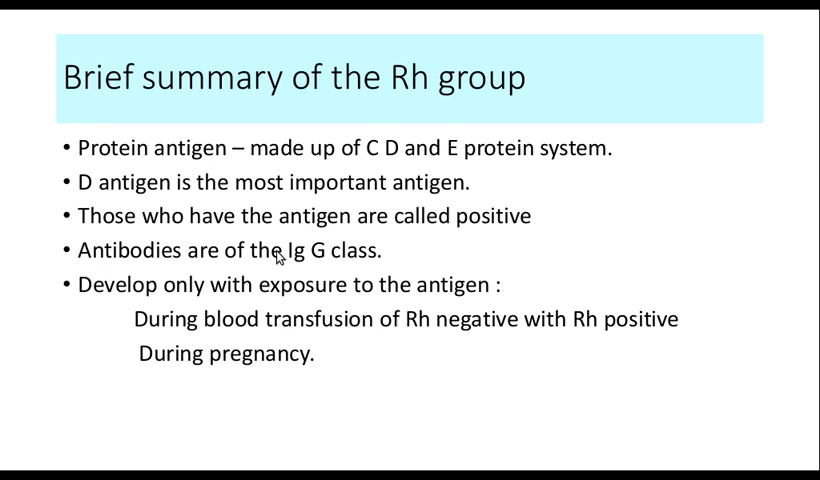 Brief summary of the Rh group
• Protein antigen – made up of C D and E protein system.
• D antigen is the most important antigen.
• Those who have the antigen are called positive
• Antibodies are of the Ig G class.
• Develop only with exposure to the antigen :
During blood transfusion of Rh negative with Rh positive
During pregnancy.